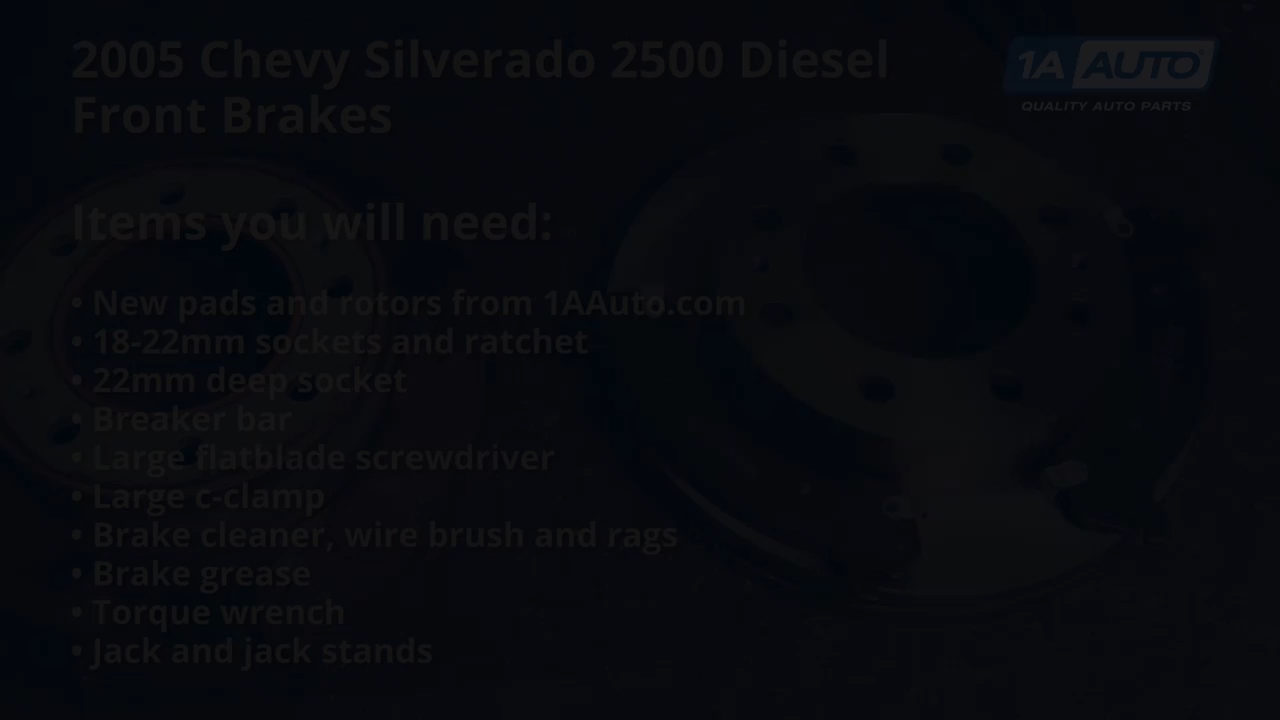 2005 Chevy Silverado 2500 Diesel
Front Brakes
1A AUTO
QUALITY AUTO PARTS
Items you will need:
• New pads and rotors from 1AAuto.com
• 18-22mm sockets and ratchet
• 22mm deep socket
• Breaker bar
• Large flatblade screwdriver
• Large c-clamp
• Brake cleaner, wire brush and rags
• Brake grease
• Torque wrench
• Jack and jack stands